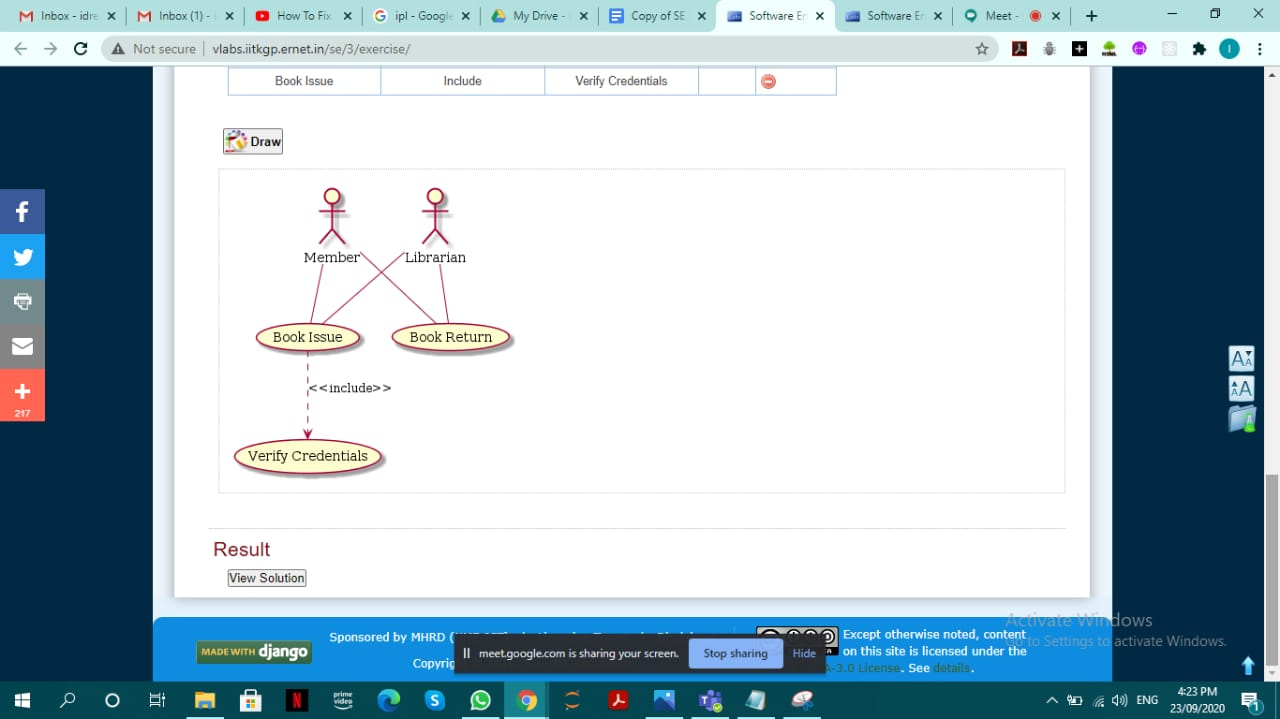 Inbox - idre
Inbox (1) -
How To Fix
ipl - Google
My Drive -
Copy of SE
Software En
Software En
Meet -
Not secure | vlabs.iitkgp.ernet.in/se/3/exercise/
Book Issue Include Verify Credentials
Draw
Member Librarian
Book Issue Book Return
<<include>>
Verify Credentials
217
Result
View Solution
Activate Windows
Go to Settings to activate Windows.
MADE WITH django
Sponsored by MHRD (
Copyrig
Except otherwise noted, content
on this site is licensed under the
A-3.0 License. See details.
meet.google.com is sharing your screen. Stop sharing Hide
prime video
ENG
4:23 PM
23/09/2020
1